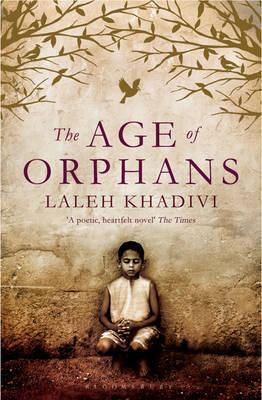 The AGE of
ORPHANS
LALEH KHADIVI
'A poetic, heartfelt novel' The Times
BLOOMSBURY